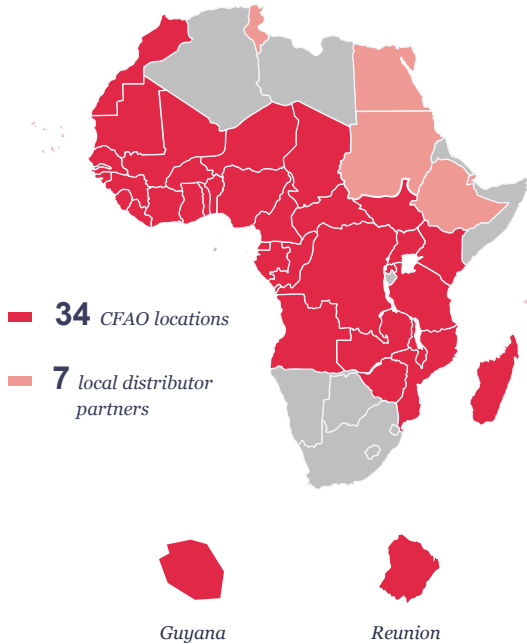 34 CFAO locations
7 local distributor
partners
Guyana
Reunion